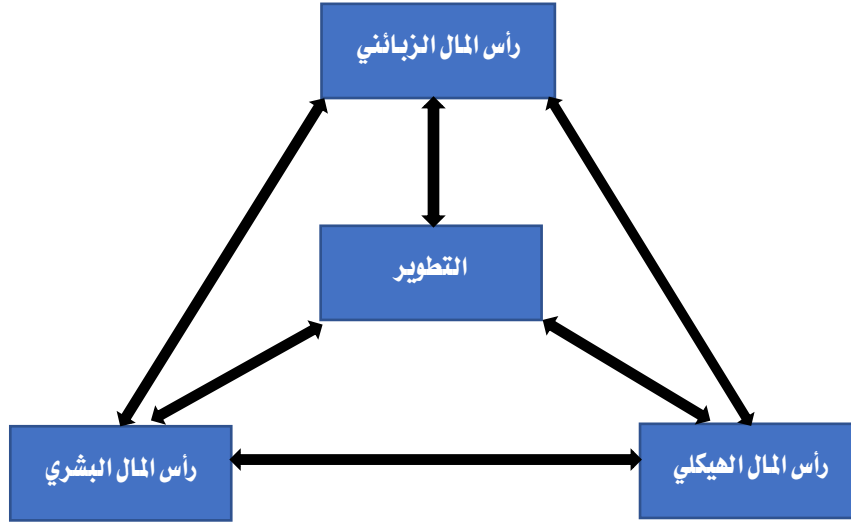 رأس المال الزبائني
التطوير
رأس المال الهيكلي
رأس المال البشري